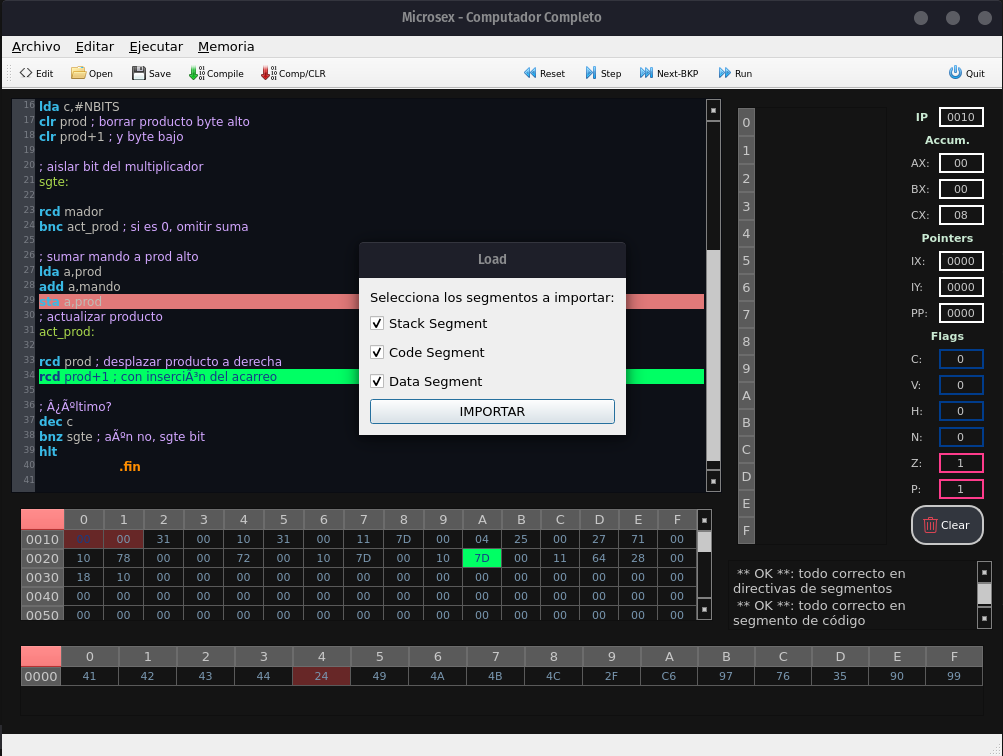 Microsex - Computador Completo
Archivo Editar Ejecutar Memoria
Edit Open Save Compile Comp/CLR Reset Step Next-BKP Run Quit
16 lda c,#NBITS
17 clr prod ; borrar producto byte alto
18 clr prod+1 ; y byte bajo
19
20 ; aislar bit del multiplicador
21 sgte:
22
23 rcd mador
24 bnc act_prod ; si es 0, omitir suma
25
26 ; sumar mando a prod alto
27 lda a,prod
28 add a,mando
29 sta a,prod
30 ; actualizar producto
31 act_prod:
32
33 rcd prod ; desplazar producto a derecha
34 rcd prod+1 ; con inserciÃ³n del acarreo
35
36 ; Â¿Ãºltimo?
37 dec c
38 bnz sgte ; aÃºn no, sgte bit
39 hlt
40 .fin
41
Load
Selecciona los segmentos a importar:
Stack Segment
Code Segment
Data Segment
IMPORTAR
0
1
2
3
4
5
6
7
8
9
A
B
C
D
E
F
IP 0010
Accum.
AX: 00
BX: 00
CX: 08
Pointers
IX: 0000
IY: 0000
PP: 0000
Flags
C: 0
V: 0
H: 0
N: 0
Z: 1
P: 1
Clear
0 1 2 3 4 5 6 7 8 9 A B C D E F
0010 00 00 31 00 10 31 00 11 7D 00 04 25 00 27 71 00
0020 10 78 00 00 72 00 10 7D 00 10 7D 00 11 64 28 00
0030 18 10 00 00 00 00 00 00 00 00 00 00 00 00 00 00
0040 00 00 00 00 00 00 00 00 00 00 00 00 00 00 00 00
0050 00 00 00 00 00 00 00 00 00 00 00 00 00 00 00 00
** OK **: todo correcto en
directivas de segmentos
** OK **: todo correcto en
segmento de código
0 1 2 3 4 5 6 7 8 9 A B C D E F
0000 41 42 43 44 24 49 4A 4B 4C 2F C6 97 76 35 90 99